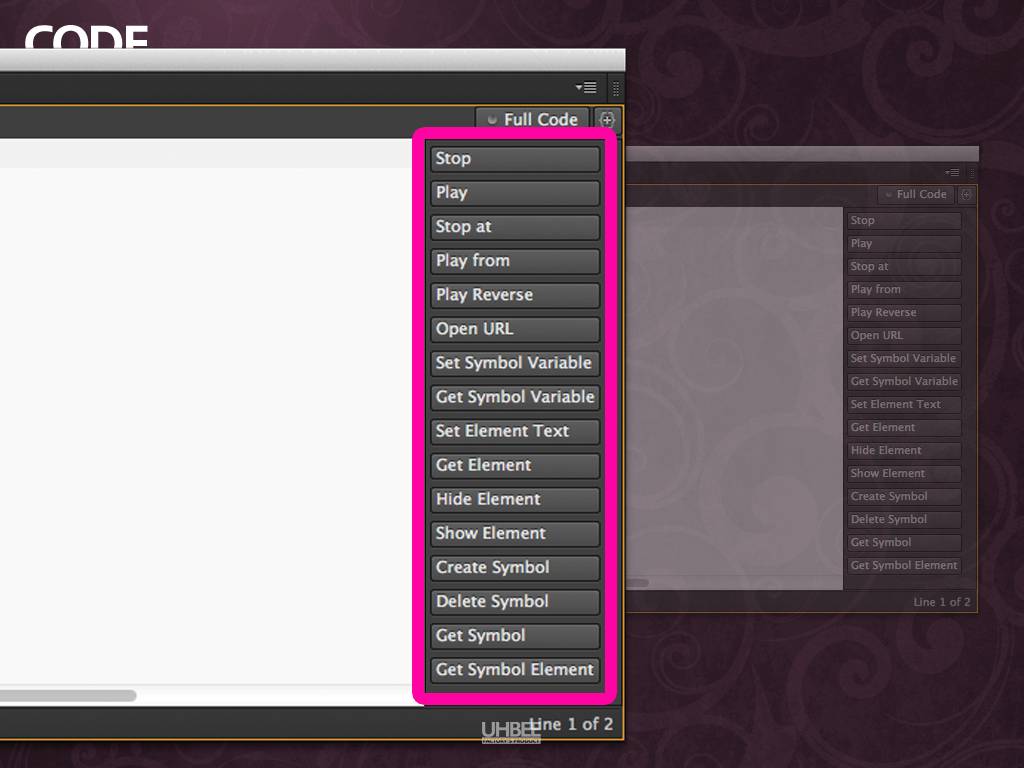 CODE
Full Code
Stop
Play
Stop at
Play from
Play Reverse
Open URL
Set Symbol Variable
Get Symbol Variable
Set Element Text
Get Element
Hide Element
Show Element
Create Symbol
Delete Symbol
Get Symbol
Get Symbol Element
Line 1 of 2
UHBEE
FACTORY'S PRODUCT
Full Code
Stop
Play
Stop at
Play from
Play Reverse
Open URL
Set Symbol Variable
Get Symbol Variable
Set Element Text
Get Element
Hide Element
Show Element
Create Symbol
Delete Symbol
Get Symbol
Get Symbol Element
Line 1 of 2